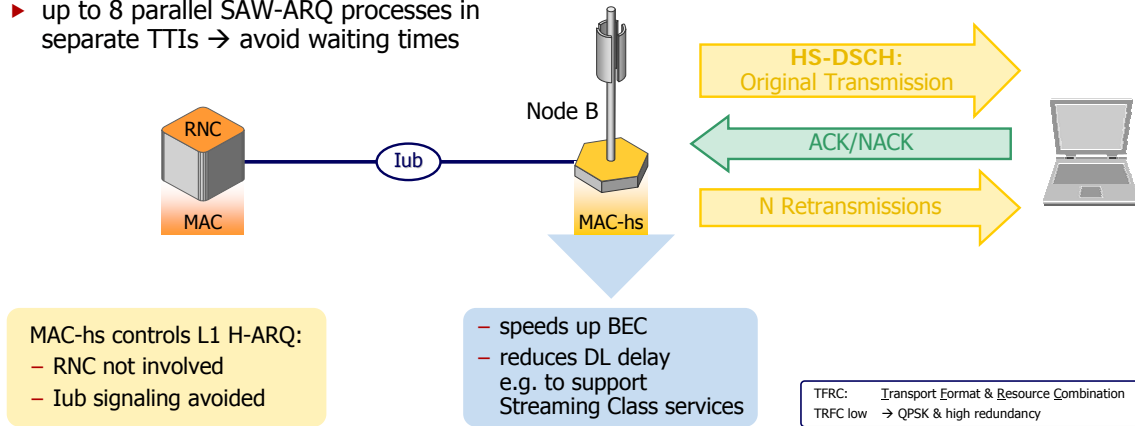 ► up to 8 parallel SAW-ARQ processes in
separate TTIs → avoid waiting times
HS-DSCH:
Original Transmission
Node B
RNC
Iub
ACK/NACK
MAC
MAC-hs
N Retransmissions
MAC-hs controls L1 H-ARQ:
– RNC not involved
– Iub signaling avoided
– speeds up BEC
– reduces DL delay
e.g. to support
Streaming Class services
TFRC: Transport Format & Resource Combination
TRFC low → QPSK & high redundancy